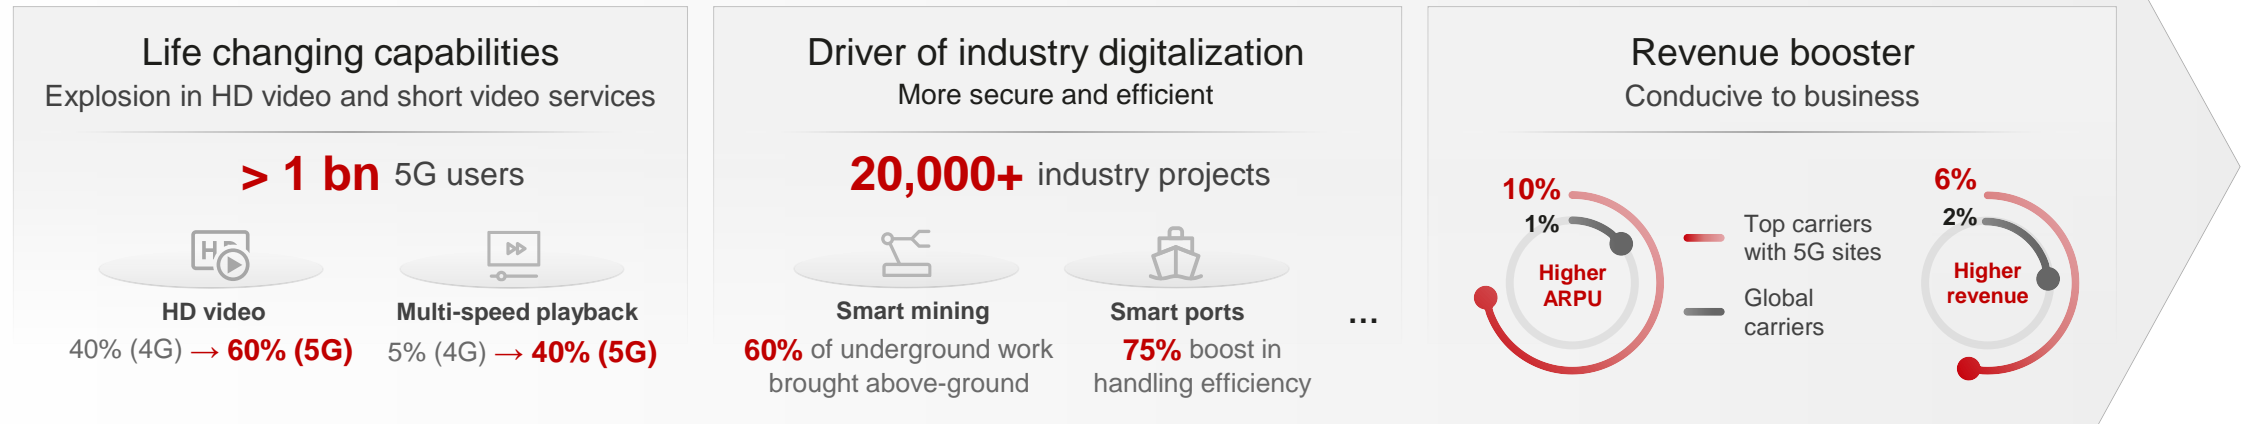 Life changing capabilities
Explosion in HD video and short video services
> 1 bn 5G users
HD
HD video
40% (4G) → 60% (5G)
Multi-speed playback
5% (4G) → 40% (5G)
Driver of industry digitalization
More secure and efficient
20,000+ industry projects
Smart mining
60% of underground work
brought above-ground
Smart ports
75% boost in
handling efficiency
...
Revenue booster
Conducive to business
10%
1%
Higher
ARPU
Top carriers
with 5G sites
Global
carriers
6%
2%
Higher
revenue